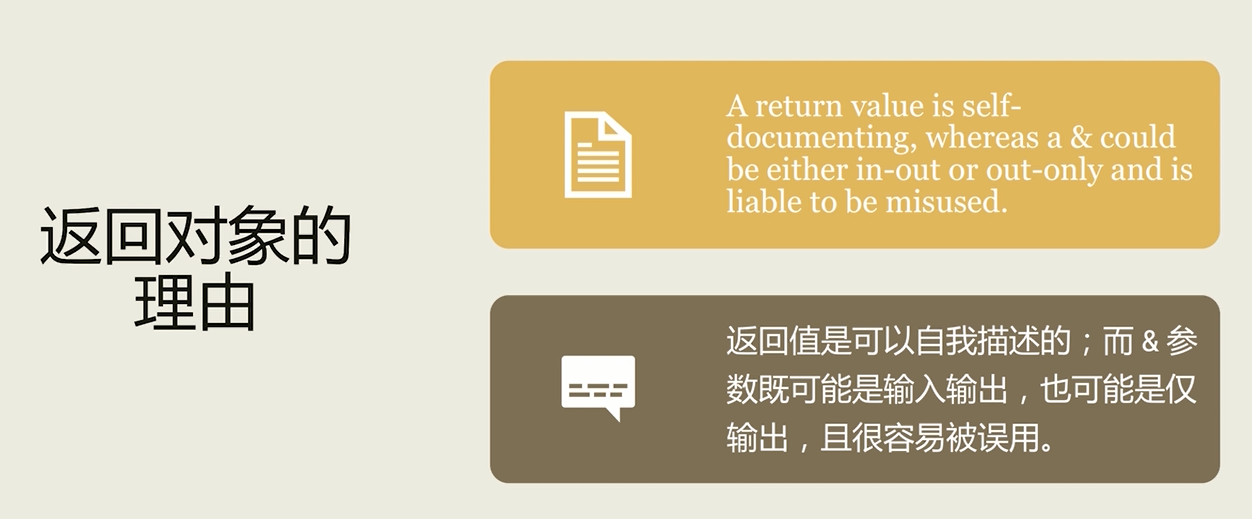 返回对象的
理由
A return value is self-
documenting, whereas a & could
be either in-out or out-only and is
liable to be misused.
返回值是可以自我描述的；而 & 参
数既可能是输入输出，也可能是仅
输出，且很容易被误用。